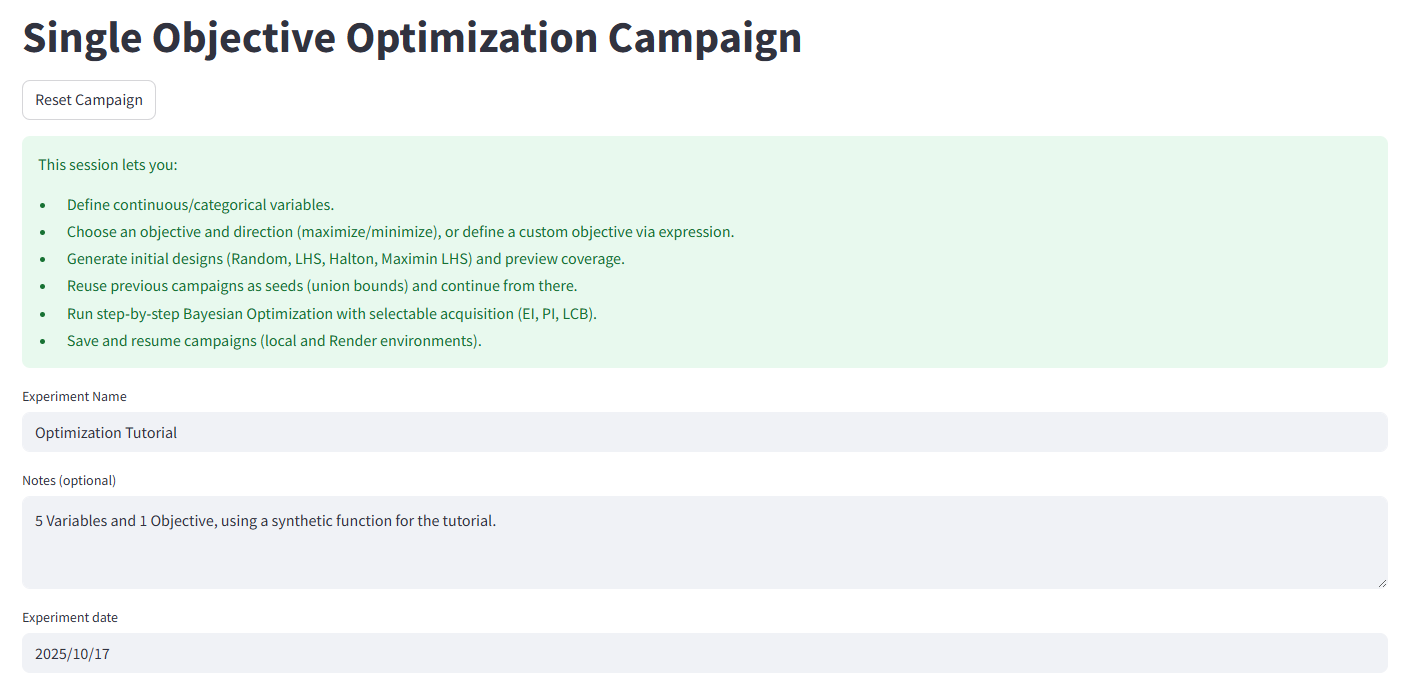 Single Objective Optimization Campaign
Reset Campaign
This session lets you:
• Define continuous/categorical variables.
• Choose an objective and direction (maximize/minimize), or define a custom objective via expression.
• Generate initial designs (Random, LHS, Halton, Maximin LHS) and preview coverage.
• Reuse previous campaigns as seeds (union bounds) and continue from there.
• Run step-by-step Bayesian Optimization with selectable acquisition (EI, PI, LCB).
• Save and resume campaigns (local and Render environments).
Experiment Name
Optimization Tutorial
Notes (optional)
5 Variables and 1 Objective, using a synthetic function for the tutorial.
Experiment date
2025/10/17